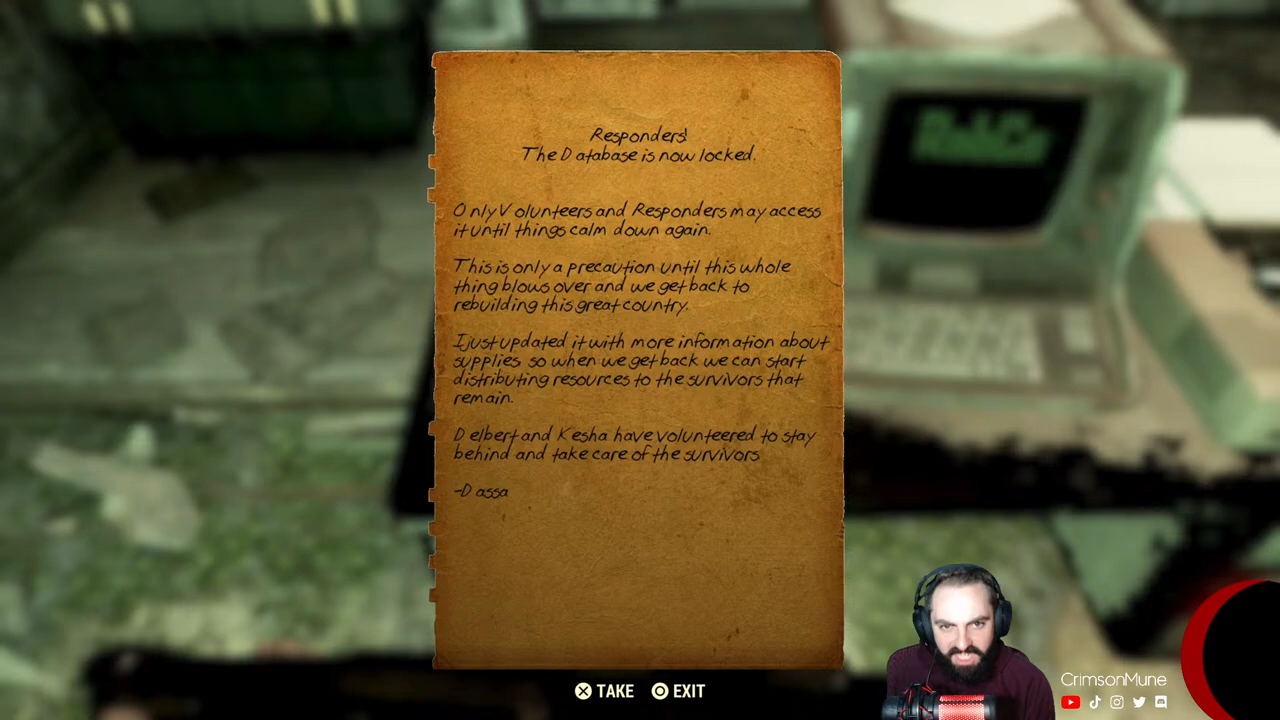 Responders!
The Database is now locked.
Only Volunteers and Responders may access
it until things calm down again.
This is only a precaution until this whole
thing blows over and we get back to
rebuilding this great country.
I just updated it with more information about
supplies so when we get back we can start
distributing resources to the survivors that
remain.
Delbert and Kesha have volunteered to stay
behind and take care of the survivors
-Dassa
TAKE EXIT
CrimsonMune